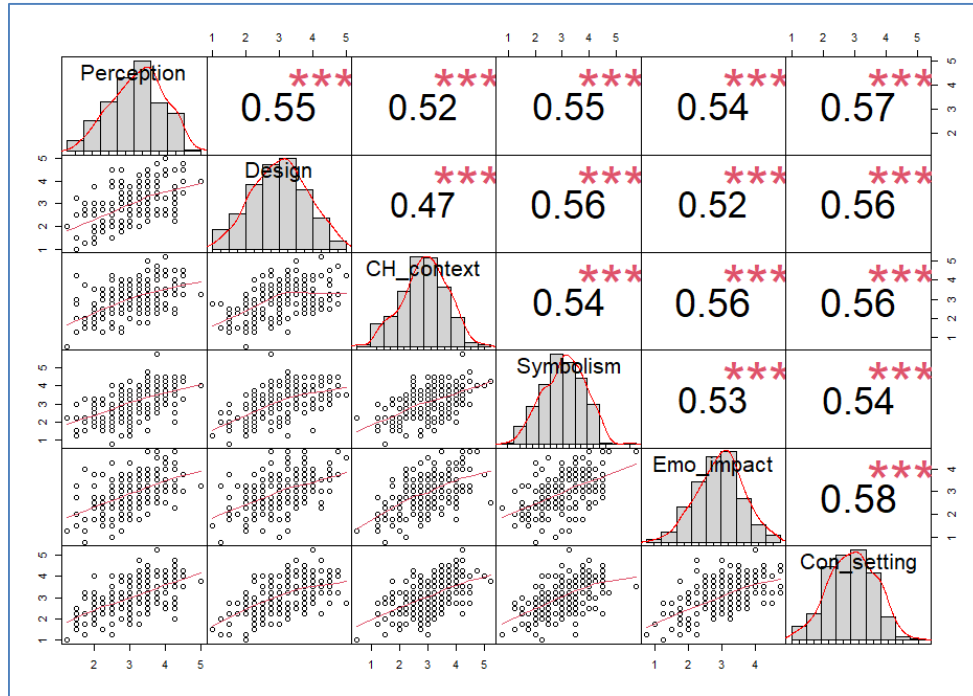 1 2 3 4 5 1 2 3 4 5 1 2 3 4 5
Perception *** 0.55 *** 0.52 *** 0.55 *** 0.54 *** 0.57 2 3 4 5
1 2 3 4 5 Design *** 0.47 *** 0.56 *** 0.52 *** 0.56
CH_context *** 0.54 *** 0.56 *** 0.56 1 2 3 4 5
1 2 3 4 5 Symbolism *** 0.53 *** 0.54
Emo_impact *** 0.58 1 2 3 4
1 2 3 4 5 Con_setting
2 3 4 5 1 2 3 4 5 1 2 3 4